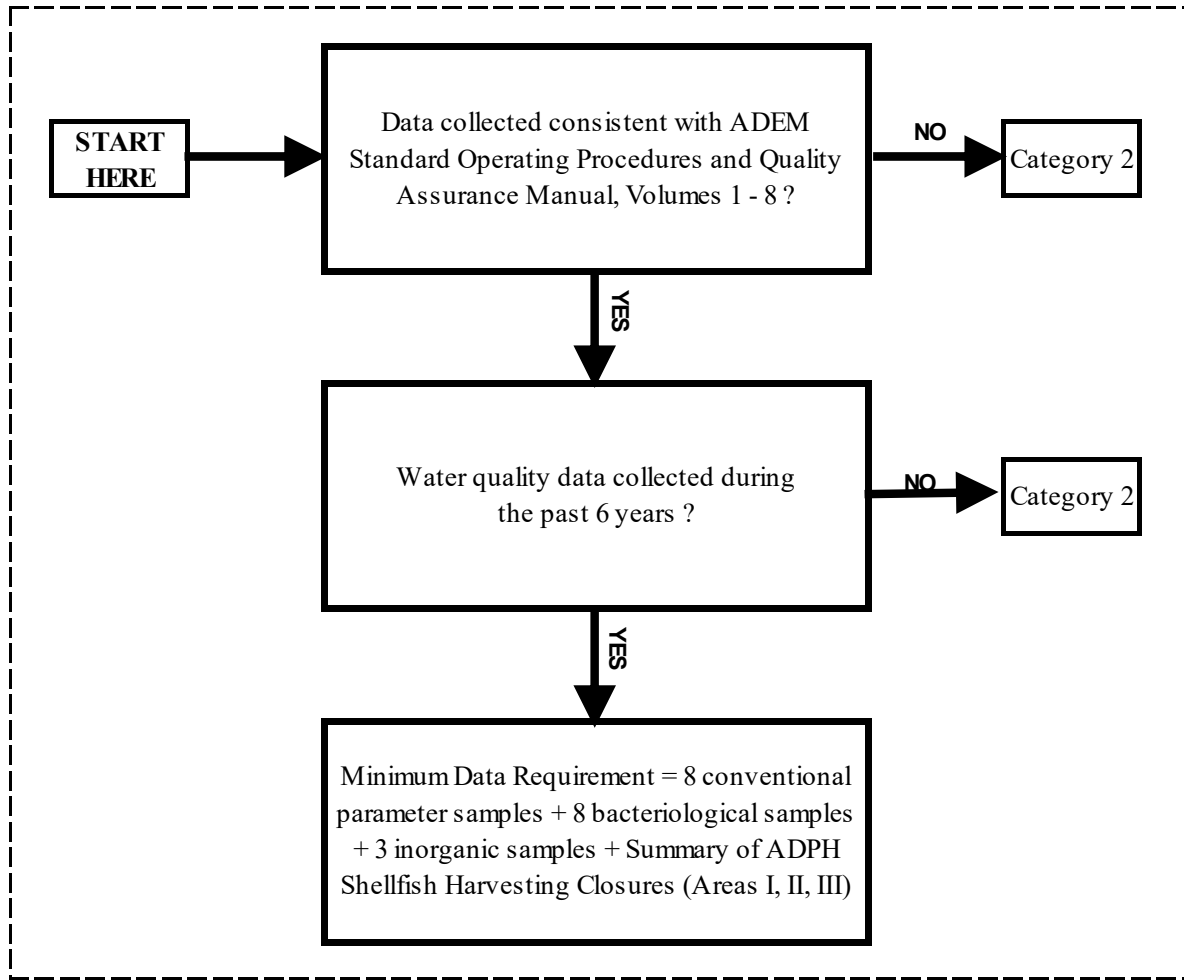 START
HERE
Data collected consistent with ADEM
Standard Operating Procedures and Quality
Assurance Manual, Volumes 1 - 8 ?
NO
Category 2
YES
Water quality data collected during
the past 6 years ?
NO
Category 2
YES
Minimum Data Requirement = 8 conventional
parameter samples + 8 bacteriological samples
+ 3 inorganic samples + Summary of ADPH
Shellfish Harvesting Closures (Areas I, II, III)